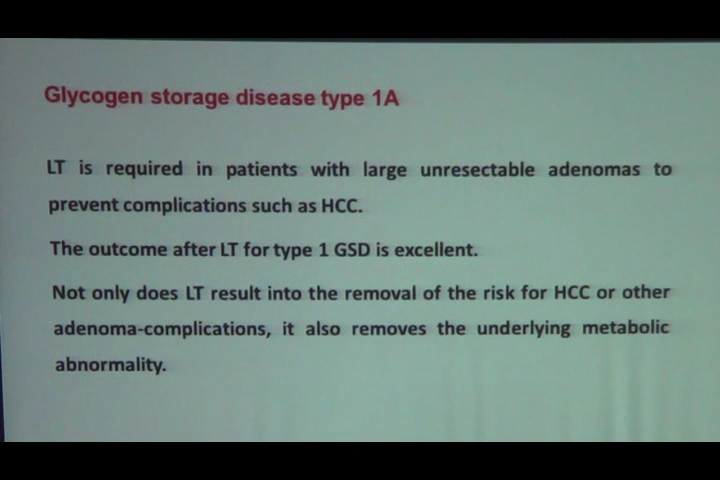 Glycogen storage disease type 1A
LT is required in patients with large unresectable adenomas to
prevent complications such as HCC.
The outcome after LT for type 1 GSD is excellent.
Not only does LT result into the removal of the risk for HCC or other
adenoma-complications, it also removes the underlying metabolic
abnormality.